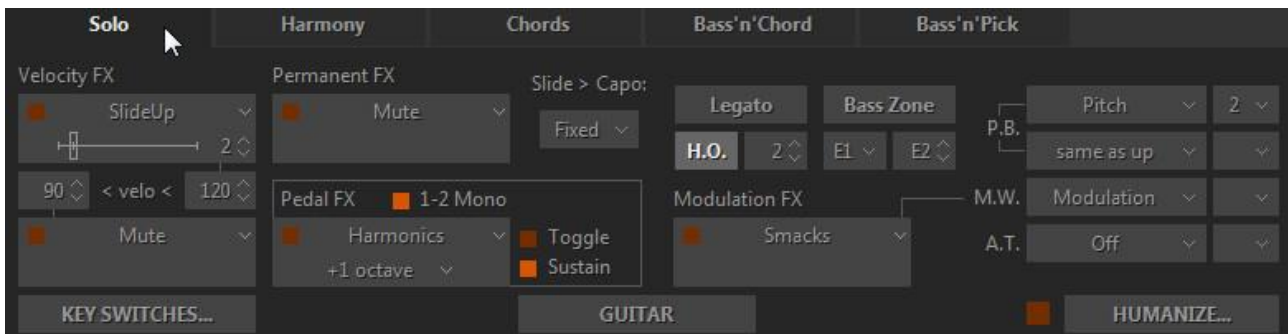 Solo Harmony Chords Bass'n'Chord Bass'n'Pick
Velocity FX Permanent FX Slide > Capo:
SlideUp Mute Fixed Legato Bass Zone P.B. Pitch 2
2 H.O. 2 E1 E2 same as up
90 < velo < 120 Pedal FX 1-2 Mono Modulation FX M.W. Modulation
Mute Harmonics Toggle Smacks A.T. Off
+1 octave Sustain
KEY SWITCHES... GUITAR HUMANIZE...